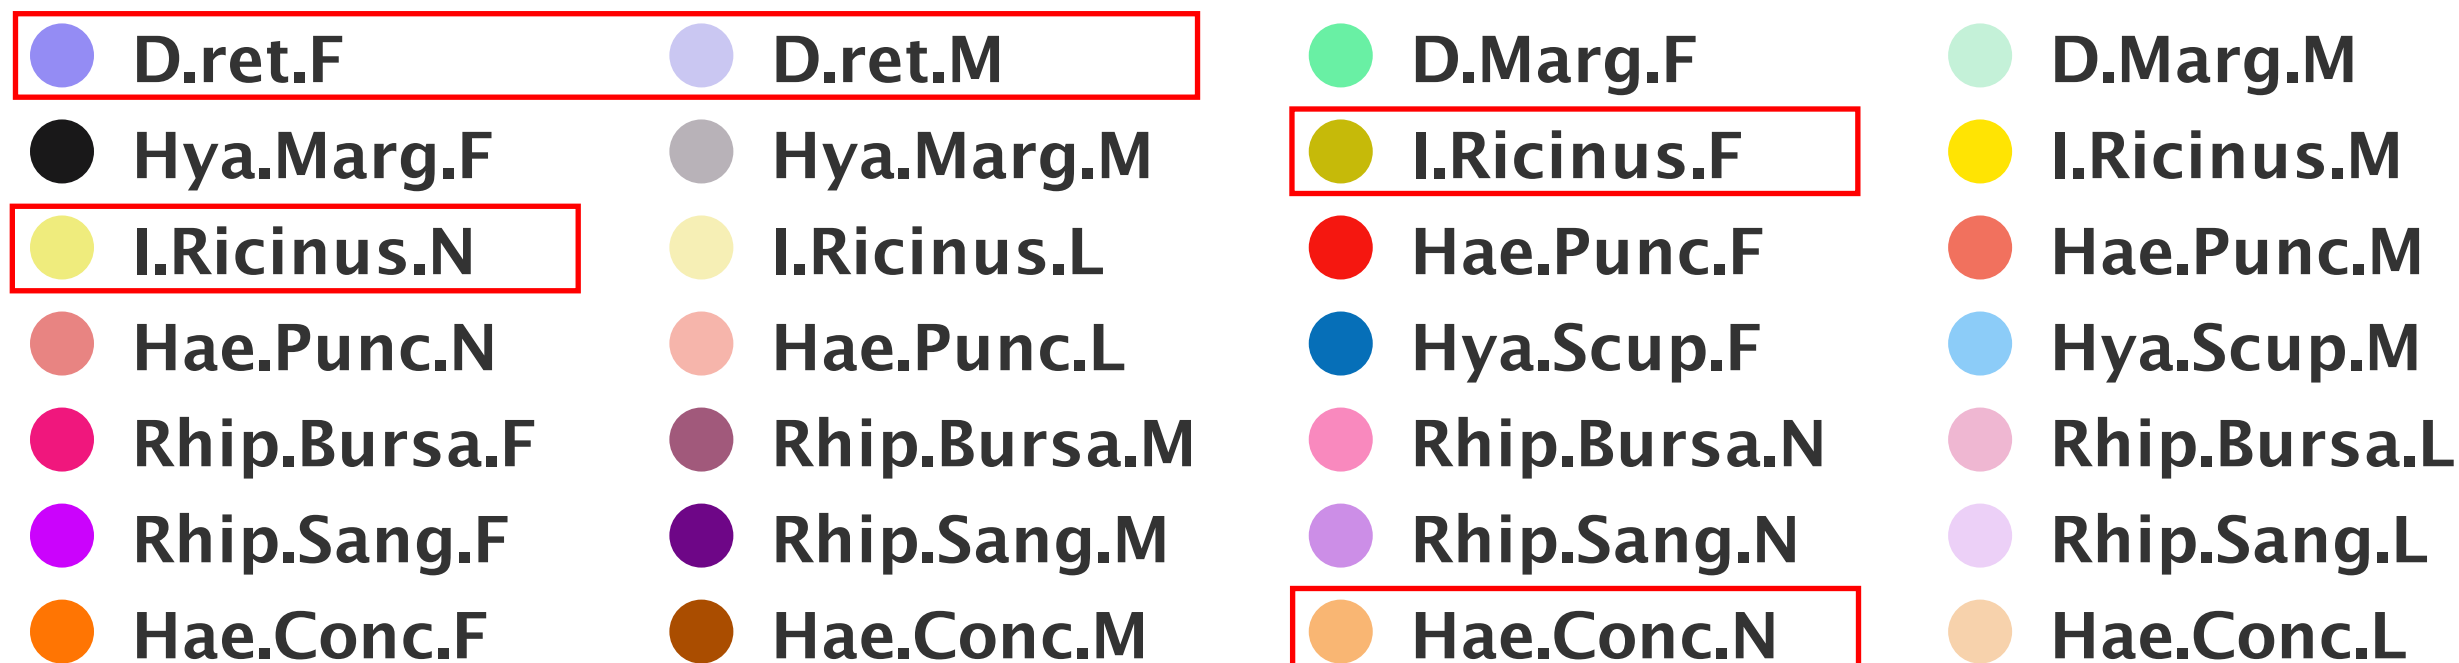 D.ret.F D.ret.M D.Marg.F D.Marg.M
Hya.Marg.F Hya.Marg.M I.Ricinus.F I.Ricinus.M
I.Ricinus.N I.Ricinus.L Hae.Punc.F Hae.Punc.M
Hae.Punc.N Hae.Punc.L Hya.Scup.F Hya.Scup.M
Rhip.Bursa.F Rhip.Bursa.M Rhip.Bursa.N Rhip.Bursa.L
Rhip.Sang.F Rhip.Sang.M Rhip.Sang.N Rhip.Sang.L
Hae.Conc.F Hae.Conc.M Hae.Conc.N Hae.Conc.L